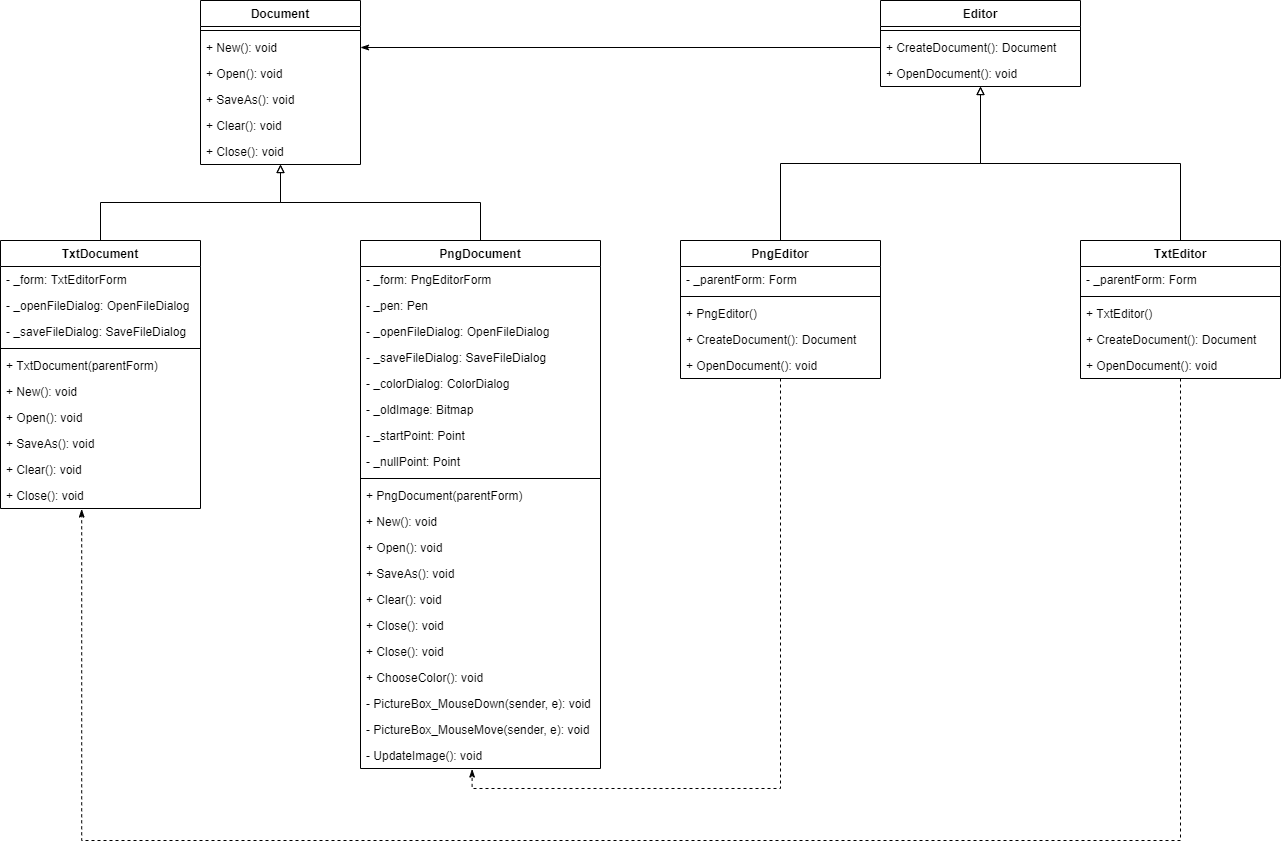 Document
+ New(): void
+ Open(): void
+ SaveAs(): void
+ Clear(): void
+ Close(): void
Editor
+ CreateDocument(): Document
+ OpenDocument(): void
TxtDocument
- _form: TxtEditorForm
- _openFileDialog: OpenFileDialog
- _saveFileDialog: SaveFileDialog
+ TxtDocument(parentForm)
+ New(): void
+ Open(): void
+ SaveAs(): void
+ Clear(): void
+ Close(): void
PngDocument
- _form: PngEditorForm
- _pen: Pen
- _openFileDialog: OpenFileDialog
- _saveFileDialog: SaveFileDialog
- _colorDialog: ColorDialog
- _oldImage: Bitmap
- _startPoint: Point
- _nullPoint: Point
+ PngDocument(parentForm)
+ New(): void
+ Open(): void
+ SaveAs(): void
+ Clear(): void
+ Close(): void
+ Close(): void
+ ChooseColor(): void
- PictureBox_MouseDown(sender, e): void
- PictureBox_MouseMove(sender, e): void
- UpdateImage(): void
PngEditor
- _parentForm: Form
+ PngEditor()
+ CreateDocument(): Document
+ OpenDocument(): void
TxtEditor
- _parentForm: Form
+ TxtEditor()
+ CreateDocument(): Document
+ OpenDocument(): void